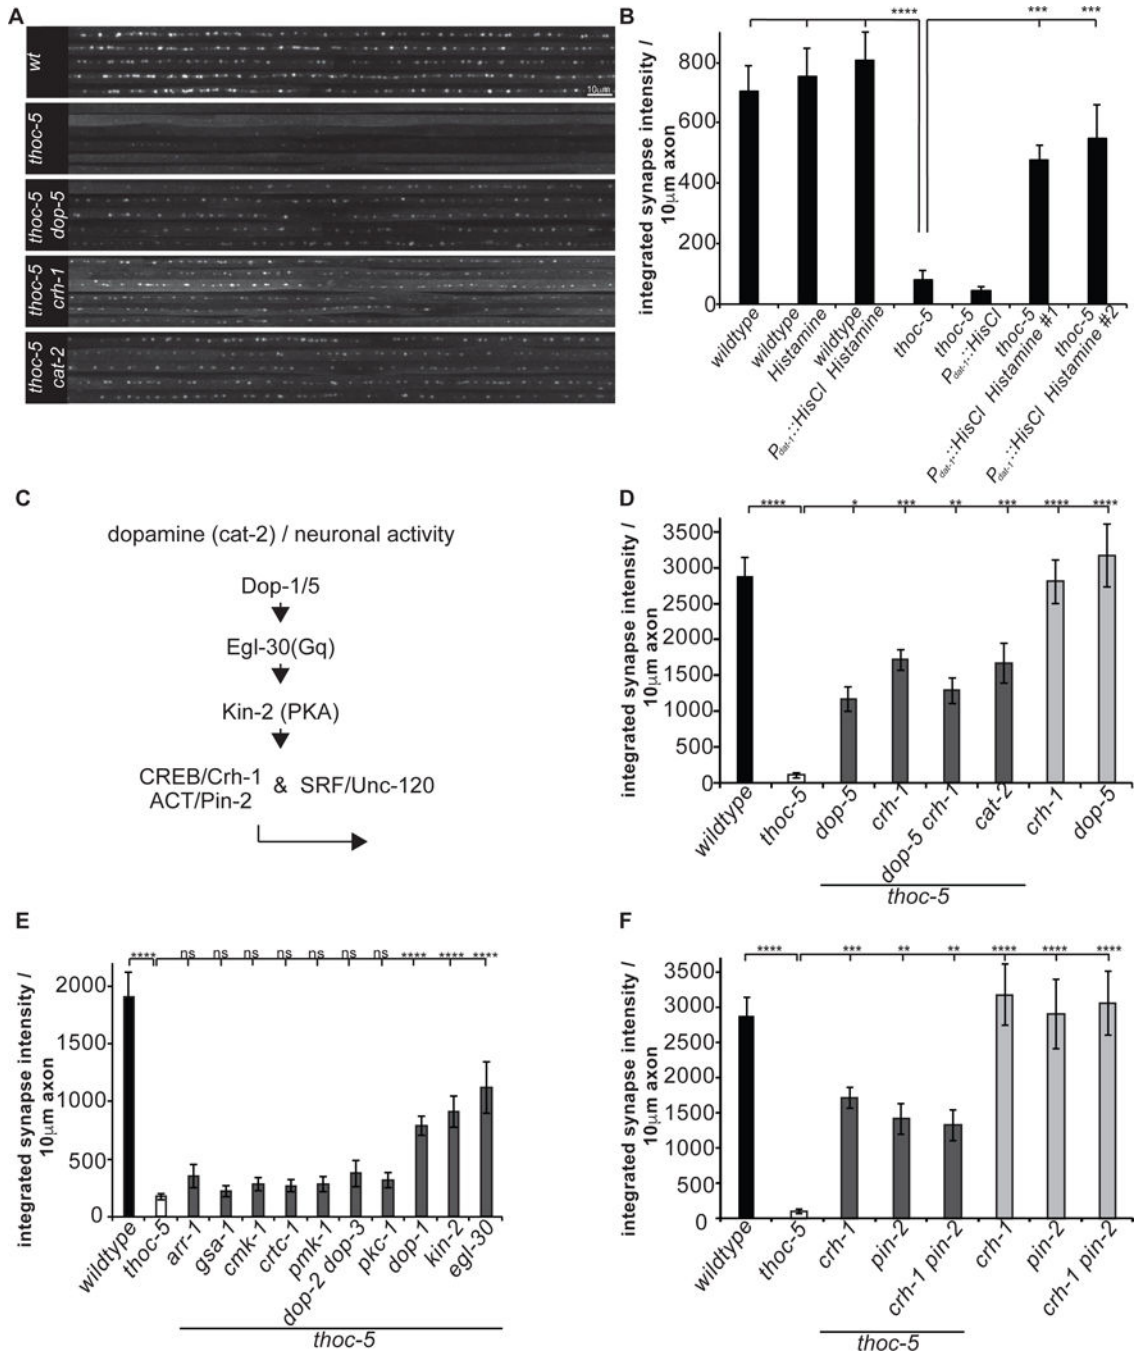 A
wt
10μm
thoc-5
thoc-5
dop-5
thoc-5
crh-1
thoc-5
cat-2
B
**** *** ***
integrated synapse intensity /
10μm axon
800
600
400
200
0
wildtype
wildtype
Histamine
wildtype
P dat-1::HisCl Histamine
thoc-5
thoc-5
P dat-1::HisCl
thoc-5
P dat-1::HisCl Histamine #1
thoc-5
P dat-1::HisCl Histamine #2
C
dopamine (cat-2) / neuronal activity
Dop-1/5
Egl-30(Gq)
Kin-2 (PKA)
CREB/Crh-1
ACT/Pin-2
& SRF/Unc-120
D
**** * *** ** *** **** ****
integrated synapse intensity /
10μm axon
3500
3000
2500
2000
1500
1000
500
0
wildtype
thoc-5
dop-5
crh-1
dop-5 crh-1
cat-2
crh-1
dop-5
thoc-5
E
**** ns ns ns ns ns ns ns **** **** ****
integrated synapse intensity /
10μm axon
2000
1500
1000
500
0
wildtype
thoc-5
arr-1
gsa-1
cmk-1
crtc-1
pmk-1
dop-2 dop-3
pkc-1
dop-1
kin-2
egl-30
thoc-5
F
**** *** ** ** **** **** ****
integrated synapse intensity /
10μm axon
3500
3000
2500
2000
1500
1000
500
0
wildtype
thoc-5
crh-1
pin-2
crh-1 pin-2
crh-1
pin-2
crh-1 pin-2
thoc-5